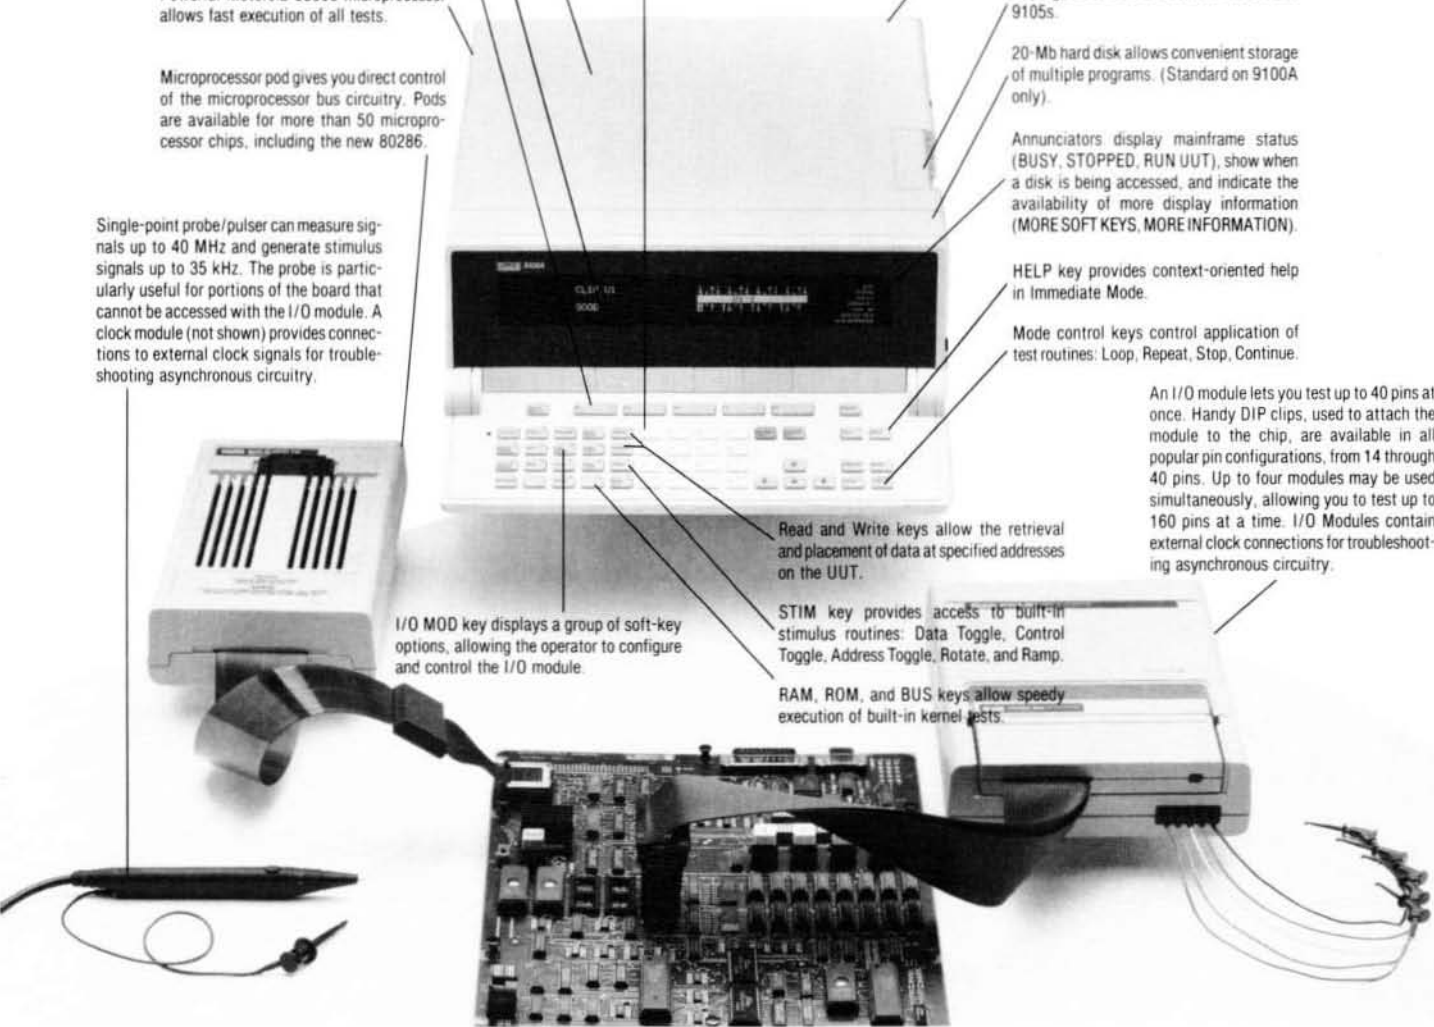 allows fast execution of all tests.
Microprocessor pod gives you direct control
of the microprocessor bus circuitry. Pods
are available for more than 50 micropro-
cessor chips, including the new 80286.
Single-point probe/pulser can measure sig-
nals up to 40 MHz and generate stimulus
signals up to 35 kHz. The probe is partic-
ularly useful for portions of the board that
cannot be accessed with the I/O module. A
clock module (not shown) provides connec-
tions to external clock signals for trouble-
shooting asynchronous circuitry.
9105s.
20-Mb hard disk allows convenient storage
of multiple programs. (Standard on 9100A
only).
Annunciators display mainframe status
(BUSY, STOPPED, RUN UUT), show when
a disk is being accessed, and indicate the
availability of more display information
(MORE SOFT KEYS, MORE INFORMATION).
HELP key provides context-oriented help
in Immediate Mode.
Mode control keys control application of
test routines: Loop, Repeat, Stop, Continue.
An I/O module lets you test up to 40 pins at
once. Handy DIP clips, used to attach the
module to the chip, are available in all
popular pin configurations, from 14 through
40 pins. Up to four modules may be used
simultaneously, allowing you to test up to
160 pins at a time. I/O Modules contain
external clock connections for troubleshoot-
ing asynchronous circuitry.
CLIP U1
GOOD
Read and Write keys allow the retrieval
and placement of data at specified addresses
on the UUT.
I/O MOD key displays a group of soft-key
options, allowing the operator to configure
and control the I/O module.
STIM key provides access to built-in
stimulus routines: Data Toggle, Control
Toggle, Address Toggle, Rotate, and Ramp.
RAM, ROM, and BUS keys allow speedy
execution of built-in kernel tests.